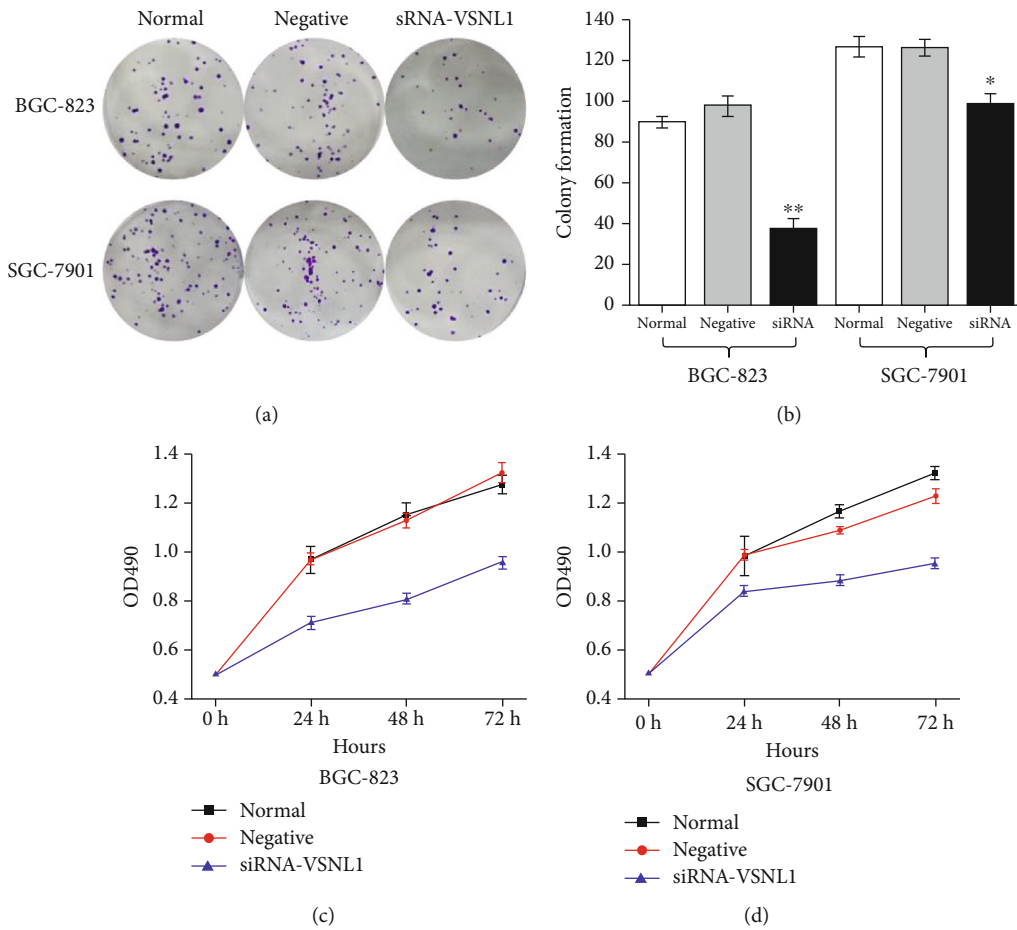 Normal Negative sRNA-VSNL1
BGC-823
SGC-7901
(a)
140
120
100
80
60
40
20
0
Colony formation
**
*
Normal Negative siRNA Normal Negative siRNA
BGC-823 SGC-7901
(b)
1.4
1.2
1.0
0.8
0.6
0.4
OD490
0 h 24 h 48 h 72 h
Hours
BGC-823
Normal
Negative
siRNA-VSNL1
(c)
1.4
1.2
1.0
0.8
0.6
0.4
OD490
0 h 24 h 48 h 72 h
Hours
SGC-7901
Normal
Negative
siRNA-VSNL1
(d)